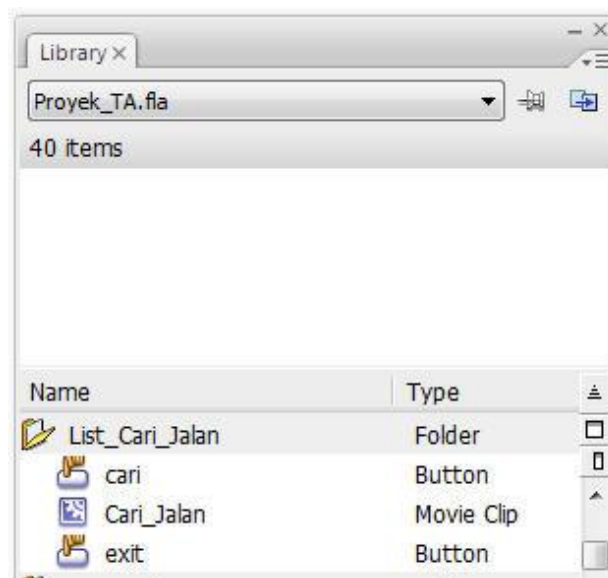 Library
Proyek_TA.fla
40 items
Name Type
List_Cari_Jalan Folder
cari Button
Cari_Jalan Movie Clip
exit Button